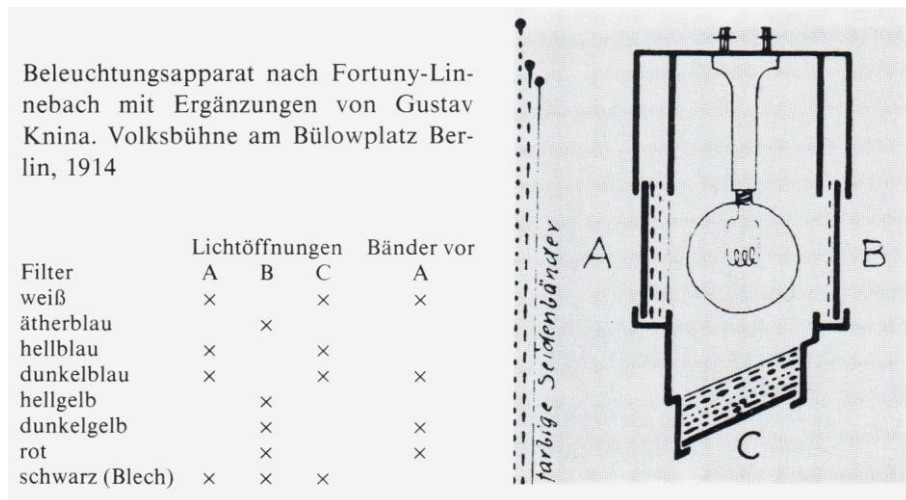 Beleuchtungsapparat nach Fortuny-Lin-
nebach mit Ergänzungen von Gustav
Knina. Volksbühne am Bülowplatz Ber-
lin, 1914
Lichtöffnungen Bänder vor
Filter A B C A
weiß × × ×
ätherblau ×
hellblau × ×
dunkelblau × × ×
hellgelb ×
dunkelgelb × ×
rot × ×
schwarz (Blech) × × ×
farbige Seidenbänder
A
B
C